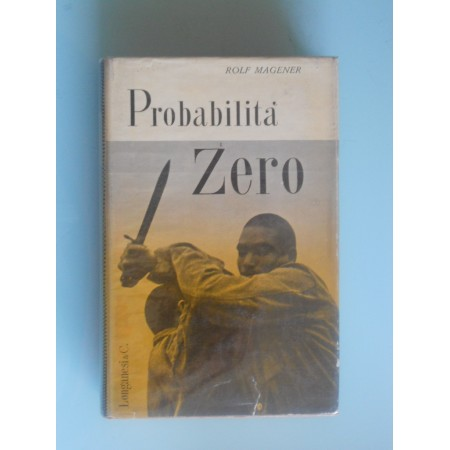 ROLF MAGENER
Probabilità
Zero
Longanesi & C.